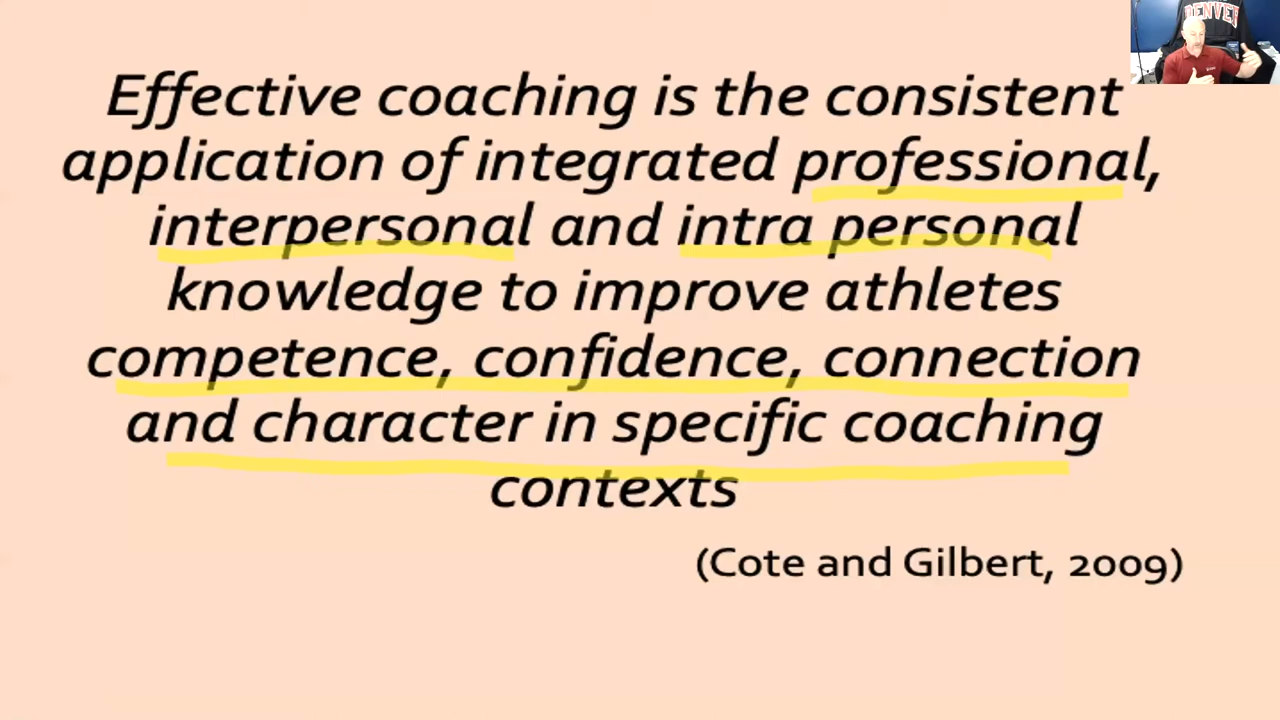 DENVER
Effective coaching is the consistent
application of integrated professional,
interpersonal and intra personal
knowledge to improve athletes
competence, confidence, connection
and character in specific coaching
contexts
(Cote and Gilbert, 2009)